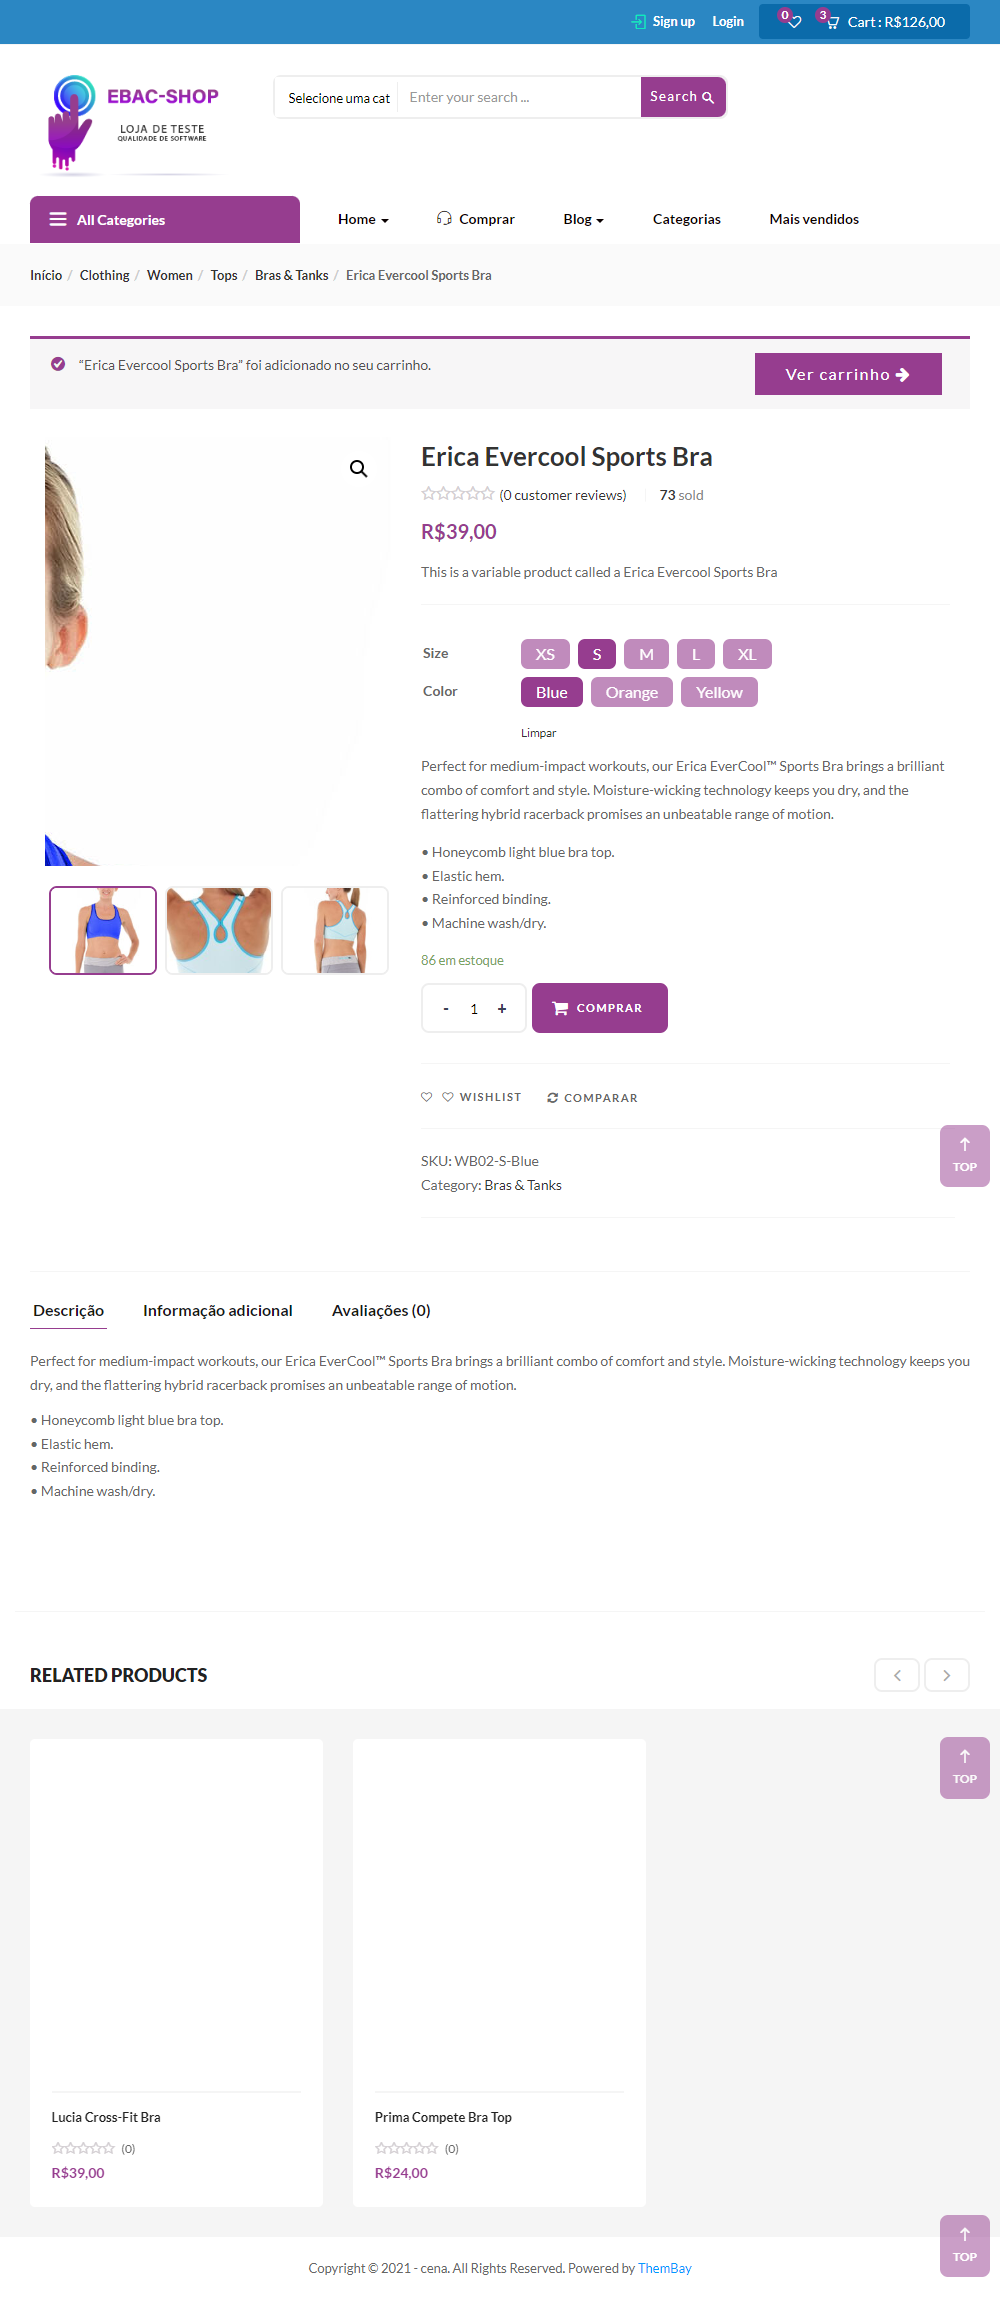 Sign up Login 0 3 Cart : R$126,00
EBAC-SHOP
LOJA DE TESTE
QUALIDADE DE SOFTWARE
Selecione uma cat Enter your search ... Search
All Categories Home Comprar Blog Categorias Mais vendidos
Início / Clothing / Women / Tops / Bras & Tanks / Erica Evercool Sports Bra
“Erica Evercool Sports Bra” foi adicionado no seu carrinho. Ver carrinho
Erica Evercool Sports Bra
(0 customer reviews) 73 sold
R$39,00
This is a variable product called a Erica Evercool Sports Bra
Size XS S M L XL
Color Blue Orange Yellow
Limpar
Perfect for medium-impact workouts, our Erica EverCool™ Sports Bra brings a brilliant
combo of comfort and style. Moisture-wicking technology keeps you dry, and the
flattering hybrid racerback promises an unbeatable range of motion.
• Honeycomb light blue bra top.
• Elastic hem.
• Reinforced binding.
• Machine wash/dry.
86 em estoque
- 1 + COMPRAR
WISHLIST COMPARAR
TOP
SKU: WB02-S-Blue
Category: Bras & Tanks
Descrição Informação adicional Avaliações (0)
Perfect for medium-impact workouts, our Erica EverCool™ Sports Bra brings a brilliant combo of comfort and style. Moisture-wicking technology keeps you
dry, and the flattering hybrid racerback promises an unbeatable range of motion.
• Honeycomb light blue bra top.
• Elastic hem.
• Reinforced binding.
• Machine wash/dry.
RELATED PRODUCTS
TOP
Lucia Cross-Fit Bra Prima Compete Bra Top
(0) (0)
R$39,00 R$24,00
TOP
Copyright © 2021 - cena. All Rights Reserved. Powered by ThemBay